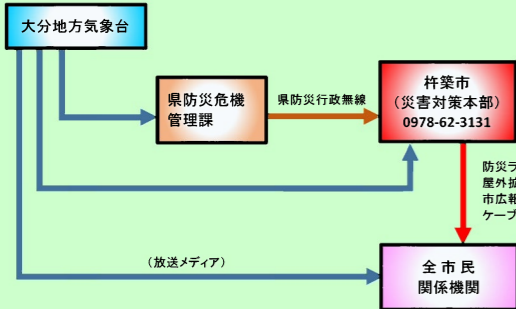 大分地方気象台
県防災危機
管理課
県防災行政無線
杵築市
(災害対策本部)
0978-62-3131
防災ラ
屋外拡
市広報
ケーブ
(放送メディア)
全市民
関係機関